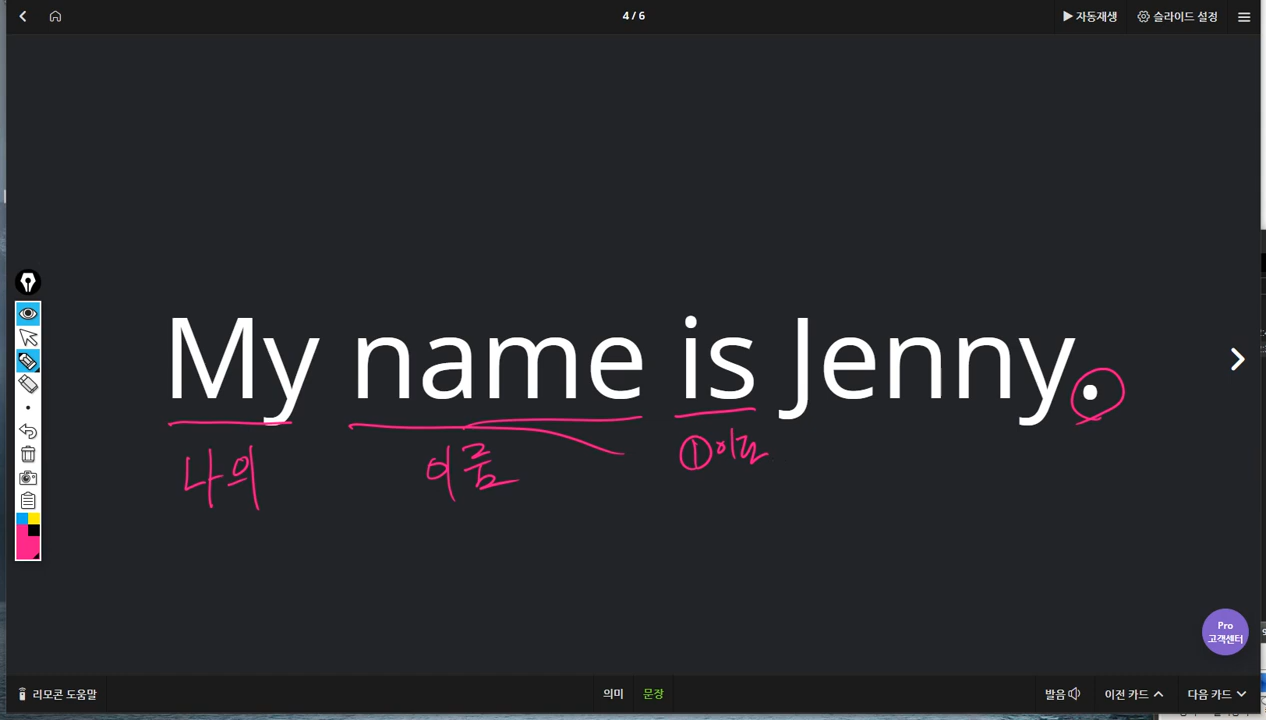 4 / 6
자동재생
슬라이드 설정
My name is Jenny.
나의 이름 ①이다
Pro
고객센터
리모콘 도움말
의미
문장
발음
이전 카드
다음 카드